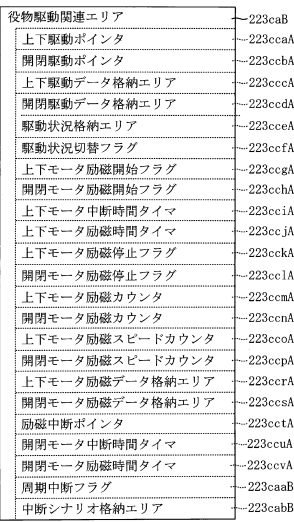 役物駆動関連エリア 223caB
上下駆動ポインタ 223ccaA
開閉駆動ポインタ 223ccbA
上下駆動データ格納エリア 223cccA
開閉駆動データ格納エリア 223ccdA
駆動状況格納エリア 223cceA
駆動状況切替フラグ 223ccfA
上下モータ励磁開始フラグ 223ccgA
開閉モータ励磁開始フラグ 223cchA
上下モータ中断時間タイマ 223cciA
上下モータ励磁時間タイマ 223ccjA
上下モータ励磁停止フラグ 223cckA
開閉モータ励磁停止フラグ 223cclA
上下モータ励磁カウンタ 223ccmA
開閉モータ励磁カウンタ 223ccnA
上下モータ励磁スピードカウンタ 223ccoA
開閉モータ励磁スピードカウンタ 223ccpA
上下モータ励磁データ格納エリア 223ccrA
開閉モータ励磁データ格納エリア 223ccsA
励磁中断ポインタ 223cctA
開閉モータ中断時間タイマ 223ccuA
開閉モータ励磁時間タイマ 223ccvA
周期中断フラグ 223caaB
中断シナリオ格納エリア 223cabB